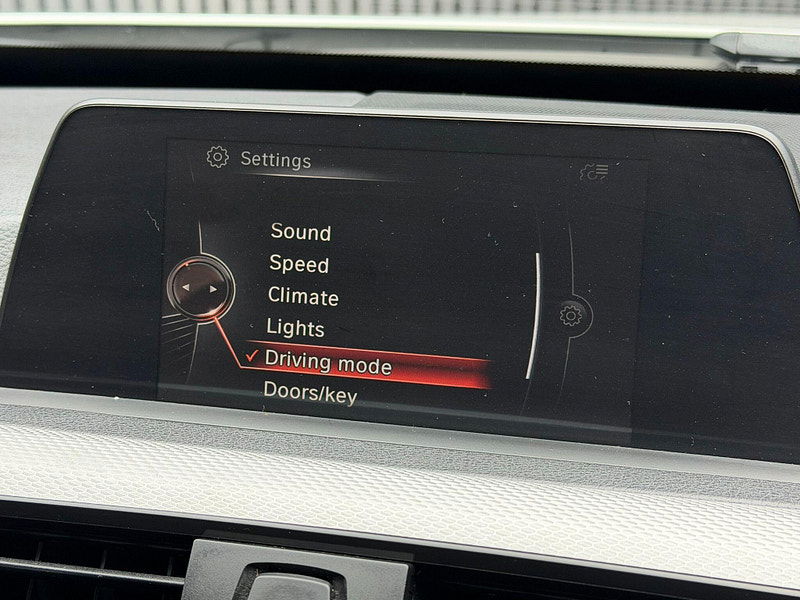 Settings
Sound
Speed
Climate
Lights
Driving mode
Doors/key